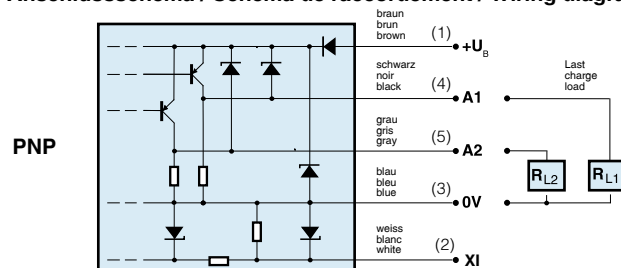 Anschlussschema / Schéma de raccordement / Wiring diagra
braun
brun
brown
(1)
+UB
schwarz
noir
black
(4)
A1
Last
charge
load
PNP
grau
gris
gray
(5)
A2
RL2
RL1
blau
bleu
blue
(3)
0V
weiss
blanc
white
(2)
XI